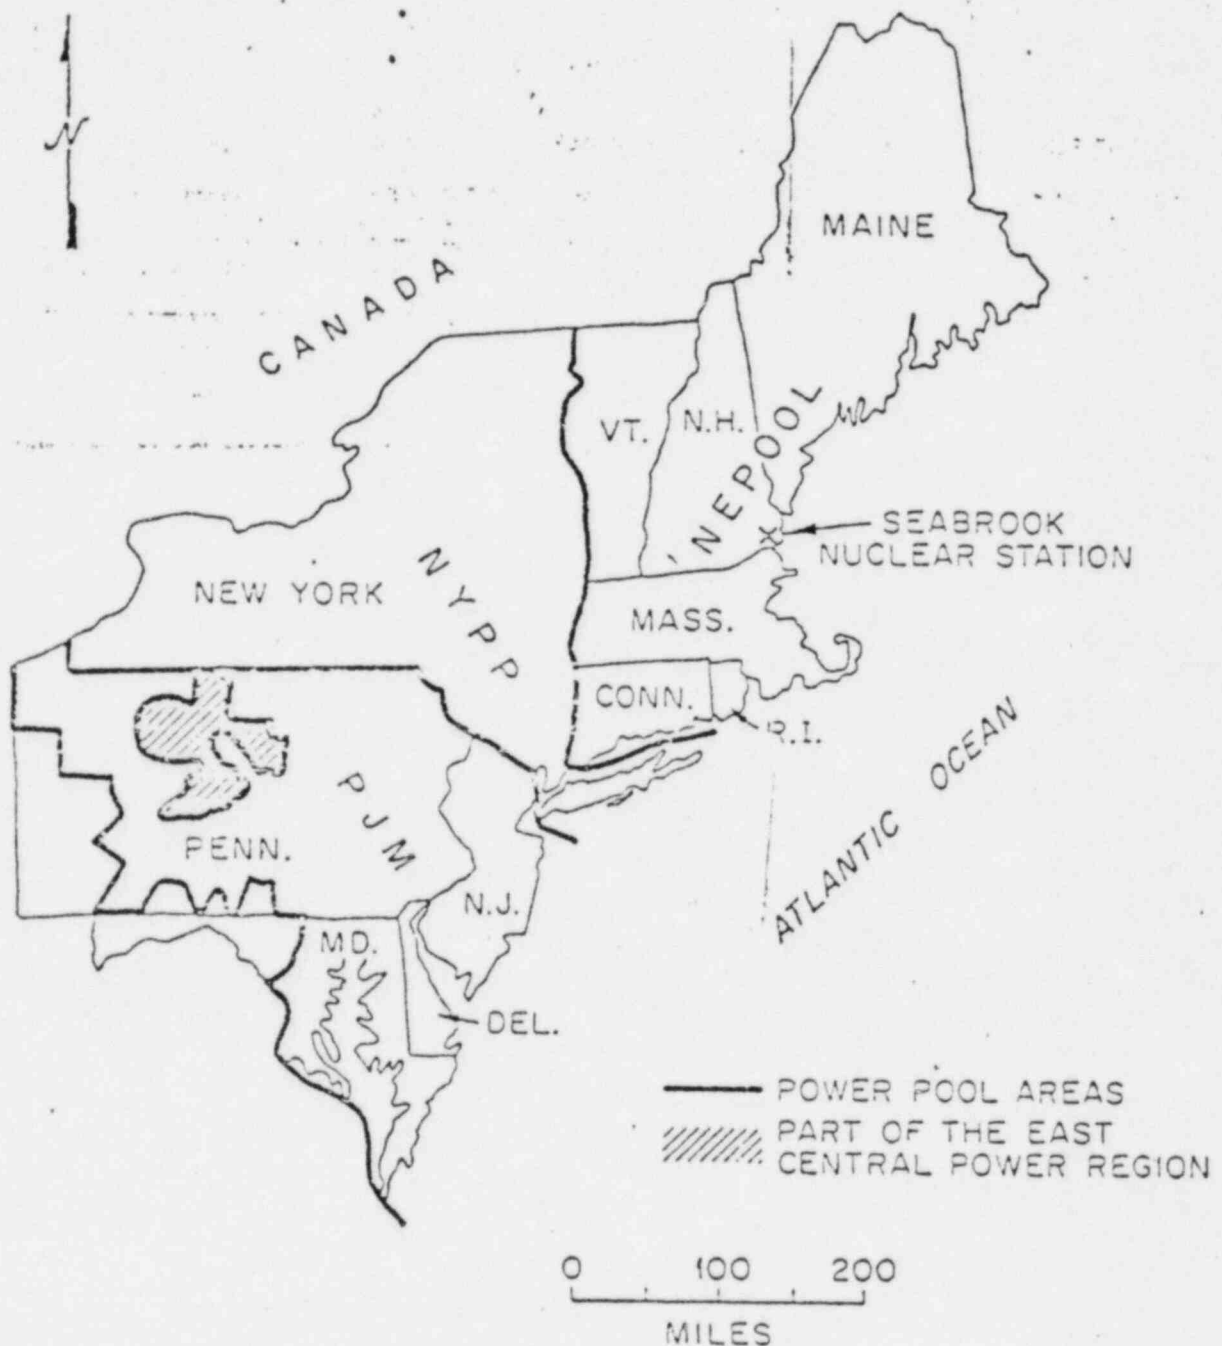 N
CANADA
MAINE
VT.
N.H.
NEPOOL
SEABROOK
NUCLEAR STATION
NEW YORK
NYPP
MASS.
CONN.
R.I.
ATLANTIC OCEAN
PJM
PENN.
N.J.
MD.
DEL.
POWER POOL AREAS
PART OF THE EAST
CENTRAL POWER REGION
0 100 200
MILES